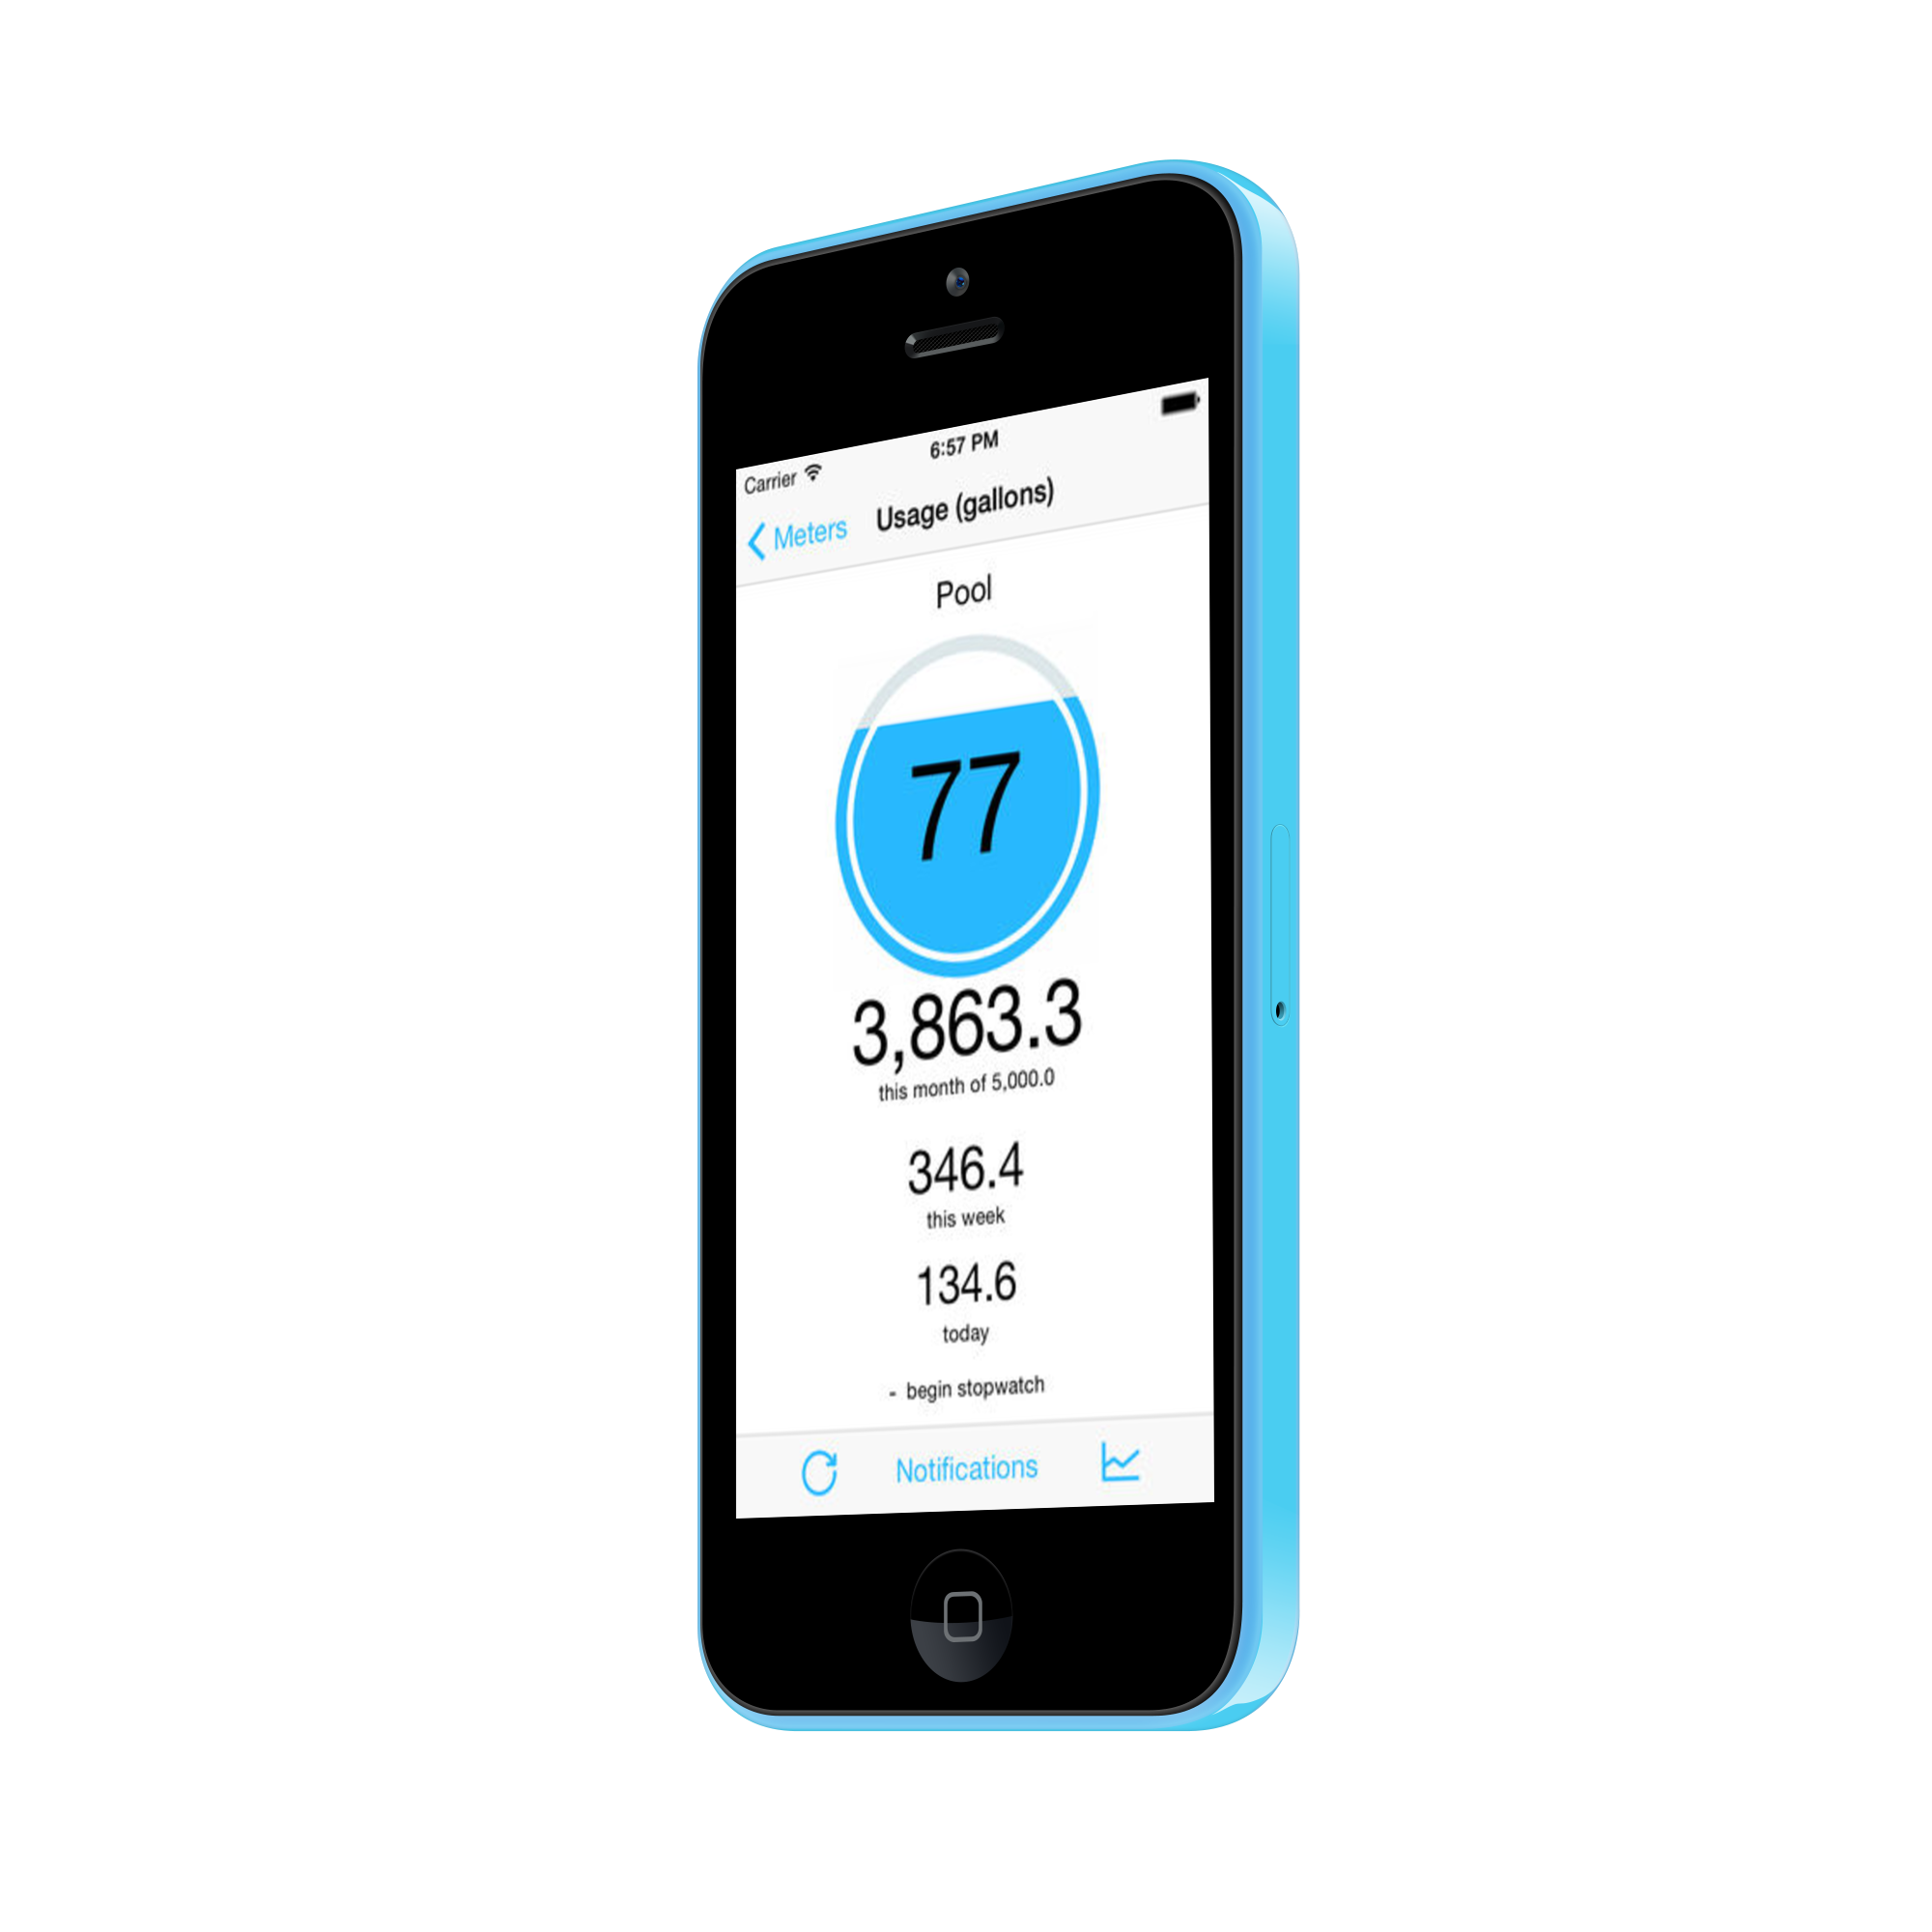 6:57 PM
Carrier
Meters Usage (gallons)
Pool
77
3,863.3
this month of 5,000.0
346.4
this week
134.6
today
- begin stopwatch
Notifications